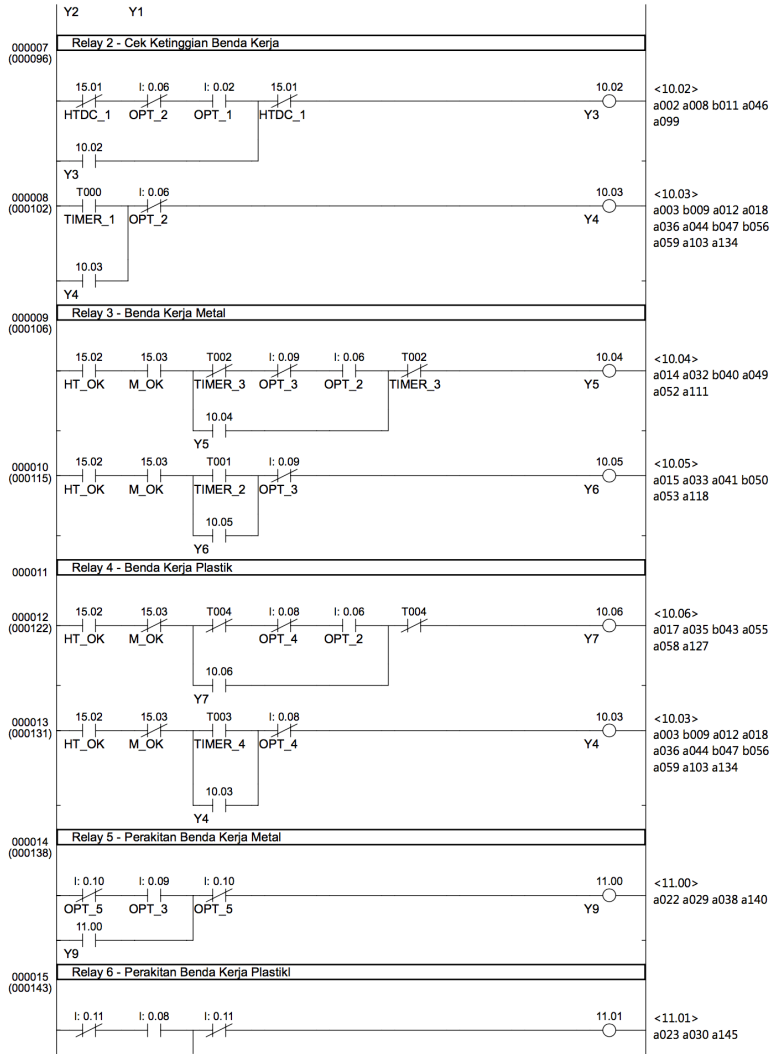 Y2 Y1
000007 Relay 2 - Cek Ketinggian Benda Kerja
(000096)
15.01 I: 0.06 I: 0.02 15.01 10.02 <10.02>
HTDC_1 OPT_2 OPT_1 HTDC_1 Y3 a002 a008 b011 a046
a099
10.02
Y3
000008 T000 I: 0.06 10.03 <10.03>
(000102) TIMER_1 OPT_2 Y4 a003 b009 a012 a018
a036 a044 b047 b056
a059 a103 a134
10.03
Y4
000009 Relay 3 - Benda Kerja Metal
(000106)
15.02 15.03 T002 I: 0.09 I: 0.06 T002 10.04 <10.04>
HT_OK M_OK TIMER_3 OPT_3 OPT_2 TIMER_3 Y5 a014 a032 b040 a049
a052 a111
10.04
Y5
000010 15.02 15.03 T001 I: 0.09 10.05 <10.05>
(000115) HT_OK M_OK TIMER_2 OPT_3 Y6 a015 a033 a041 b050
a053 a118
10.05
Y6
000011 Relay 4 - Benda Kerja Plastik
000012 15.02 15.03 T004 I: 0.08 I: 0.06 T004 10.06 <10.06>
(000122) HT_OK M_OK OPT_4 OPT_2 Y7 a017 a035 b043 a055
a058 a127
10.06
Y7
000013 15.02 15.03 T003 I: 0.08 10.03 <10.03>
(000131) HT_OK M_OK TIMER_4 OPT_4 Y4 a003 b009 a012 a018
a036 a044 b047 b056
a059 a103 a134
10.03
Y4
000014 Relay 5 - Perakitan Benda Kerja Metal
(000138)
I: 0.10 I: 0.09 I: 0.10 11.00 <11.00>
OPT_5 OPT_3 OPT_5 Y9 a022 a029 a038 a140
11.00
Y9
000015 Relay 6 - Perakitan Benda Kerja Plastikl
(000143)
I: 0.11 I: 0.08 I: 0.11 11.01 <11.01>
a023 a030 a145